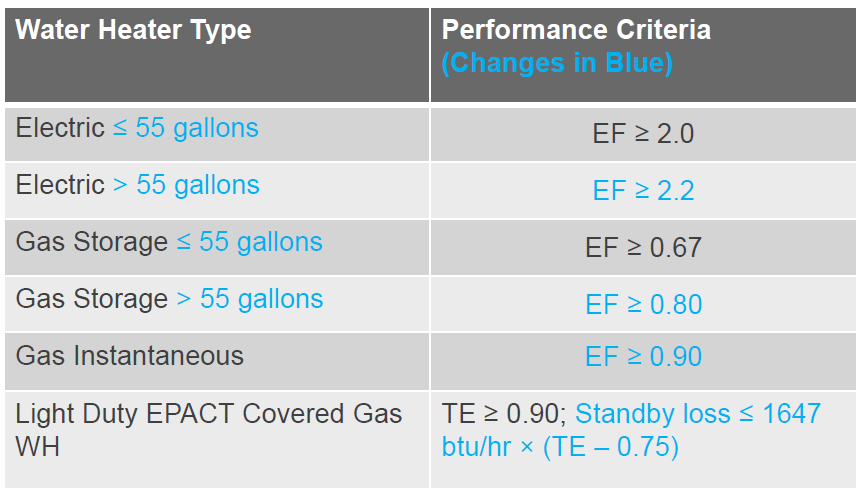 Water Heater Type
Performance Criteria
(Changes in Blue)
Electric ≤ 55 gallons
EF ≥ 2.0
Electric > 55 gallons
EF ≥ 2.2
Gas Storage ≤ 55 gallons
EF ≥ 0.67
Gas Storage > 55 gallons
EF ≥ 0.80
Gas Instantaneous
EF ≥ 0.90
Light Duty EPACT Covered Gas
WH
TE ≥ 0.90; Standby loss ≤ 1647
btu/hr × (TE – 0.75)